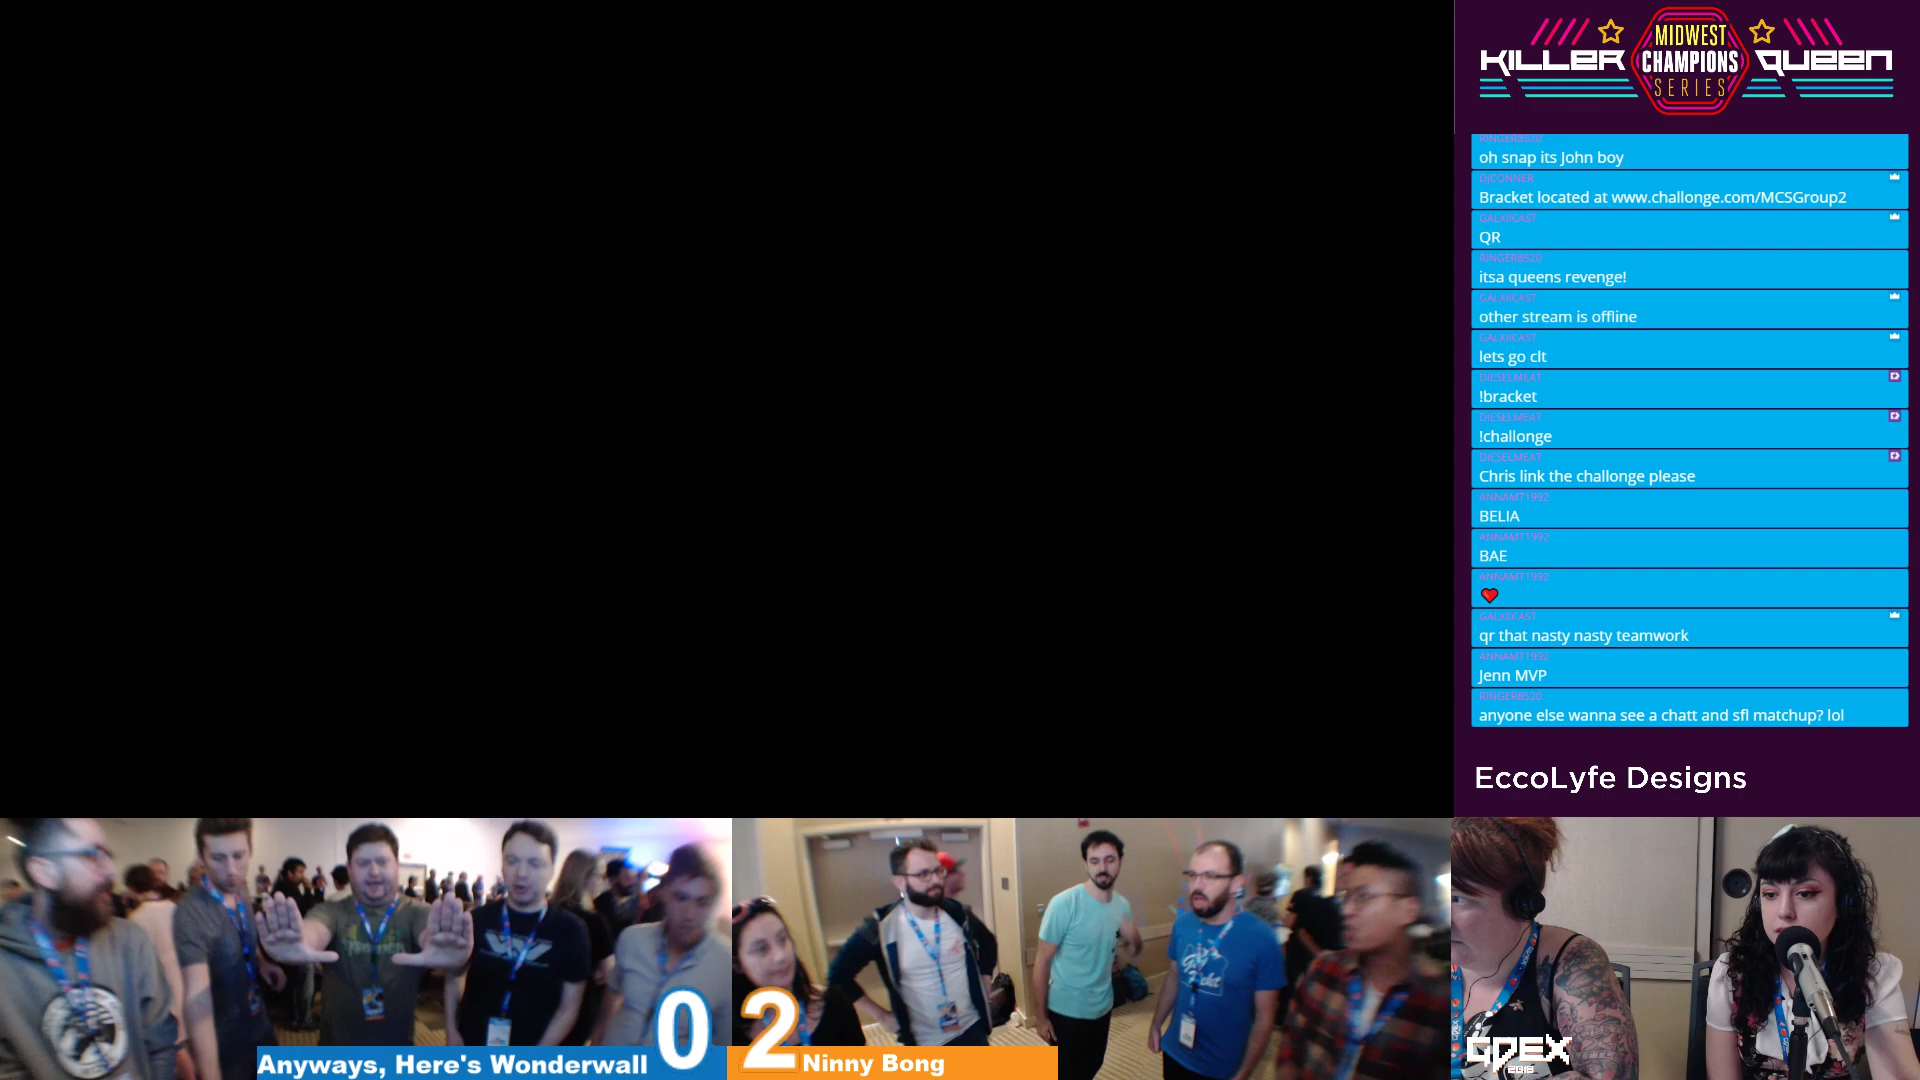 KILLER MIDWEST CHAMPIONS SERIES QUEEN
RINGER8520
oh snap its John boy
DJCONNER
Bracket located at www.challonge.com/MCSGroup2
GALXIICAST
QR
RINGER8520
itsa queens revenge!
GALXIICAST
other stream is offline
GALXIICAST
lets go clt
DIESELMEAT
!bracket
DIESELMEAT
!challonge
DIESELMEAT
Chris link the challonge please
ANNAMT1992
BELIA
ANNAMT1992
BAE
ANNAMT1992
GALXIICAST
qr that nasty nasty teamwork
ANNAMT1992
Jenn MVP
RINGER8520
anyone else wanna see a chatt and sfl matchup? lol
EccoLyfe Designs
Anyways, Here's Wonderwall 0
2 Ninny Bong
GDEX
2018